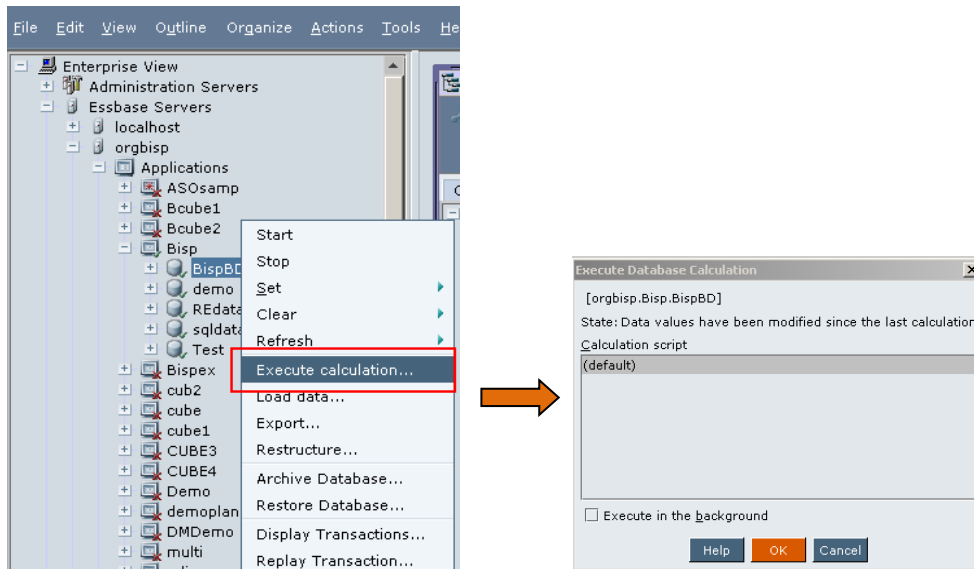 File Edit View Outline Organize Actions Tools He
Enterprise View
Administration Servers
Essbase Servers
localhost
orgbisp
Applications
ASOsamp
Bcube1
Bcube2
Bisp
BispBD
demo
REdata
sqldata
Test
Bispex
cub2
cube
cube1
CUBE3
CUBE4
Demo
demoplan
DMDemo
multi
Start
Stop
Set
Clear
Refresh
Execute calculation...
Load data...
Export...
Restructure...
Archive Database...
Restore Database...
Display Transactions...
Replay Transaction...
Execute Database Calculation
[orgbisp.Bisp.BispBD]
State: Data values have been modified since the last calculation
Calculation script
(default)
Execute in the background
Help OK Cancel